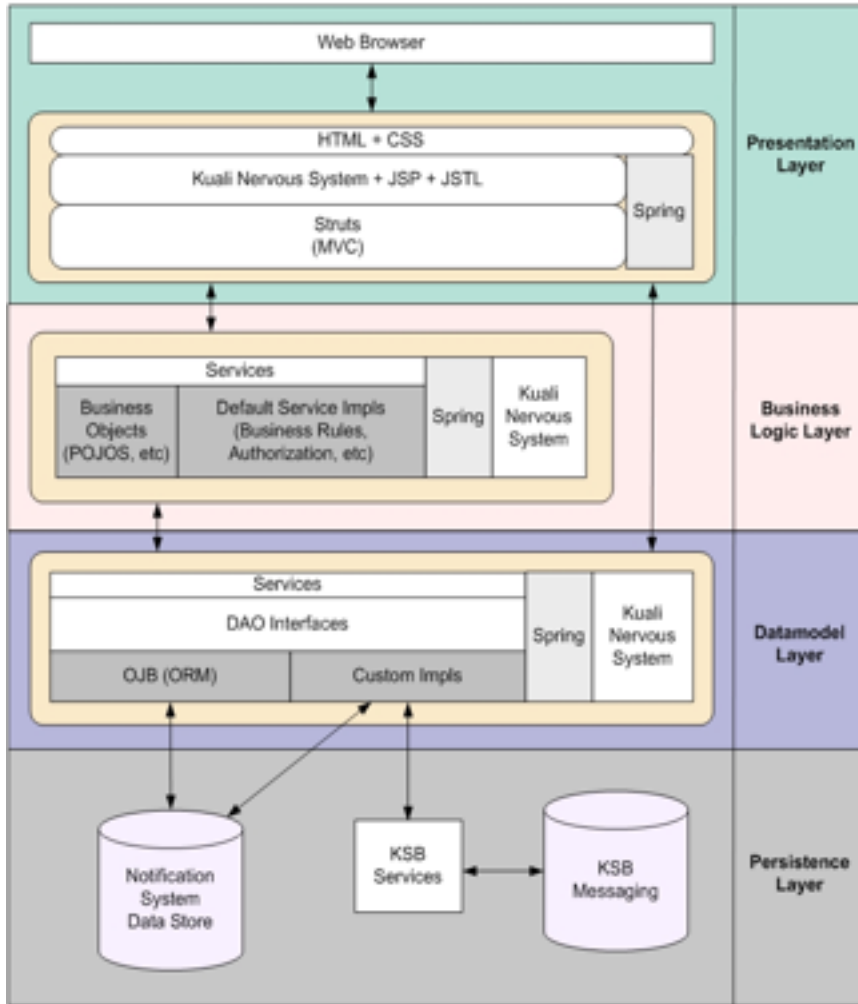 Web Browser
HTML + CSS
Kuali Nervous System + JSP + JSTL
Struts
(MVC)
Spring
Presentation
Layer
Services
Business
Objects
(POJOS, etc)
Default Service Impls
(Business Rules,
Authorization, etc)
Spring
Kuali
Nervous
System
Business
Logic Layer
Services
DAO Interfaces
OJB (ORM)
Custom Impls
Spring
Kuali
Nervous
System
Datamodel
Layer
Notification
System
Data Store
KSB
Services
KSB
Messaging
Persistence
Layer